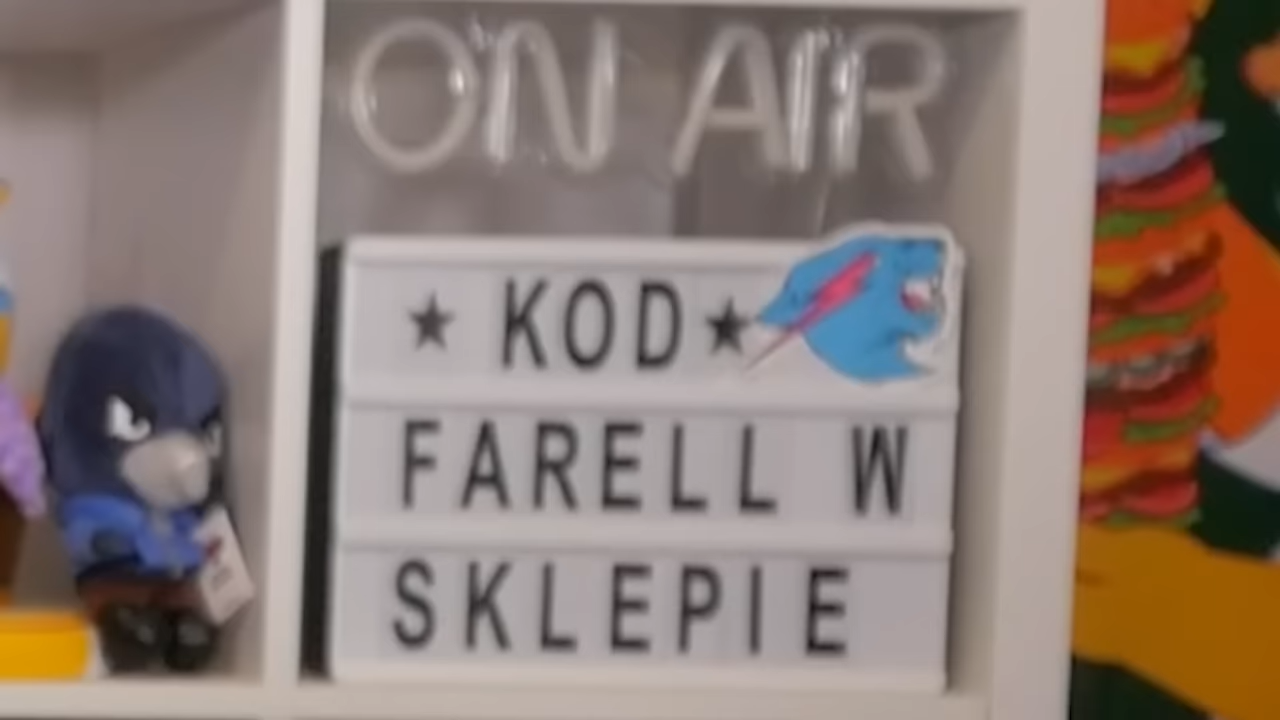 ON AIR
★ KOD ★
FARELL W
SKLEPIE